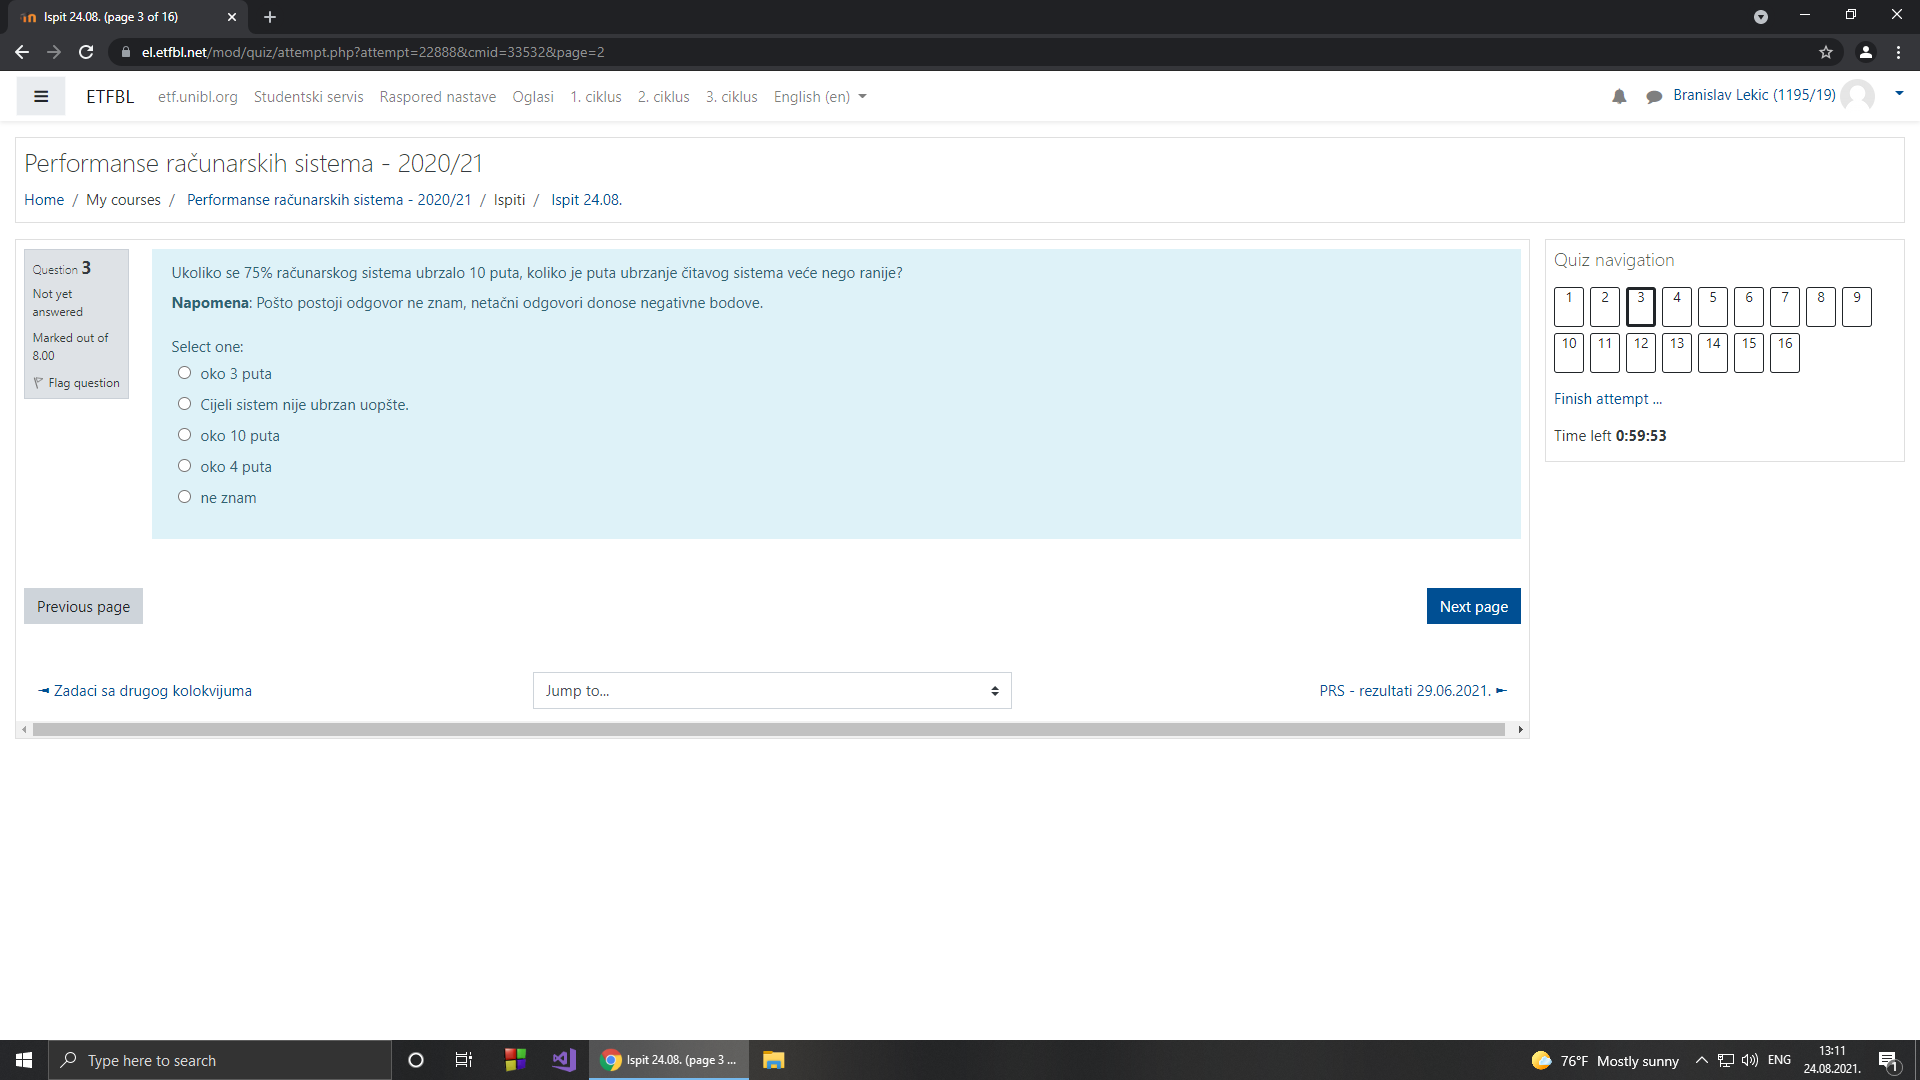 Ispit 24.08. (page 3 of 16)
el.etfbl.net/mod/quiz/attempt.php?attempt=22888&cmid=33532&page=2
ETFBL etf.unibl.org Studentski servis Raspored nastave Oglasi 1. ciklus 2. ciklus 3. ciklus English (en)
Branislav Lekic (1195/19)
Performanse računarskih sistema - 2020/21
Home / My courses / Performanse računarskih sistema - 2020/21 / Ispiti / Ispit 24.08.
Question 3
Not yet
answered
Marked out of
8.00
Flag question
Ukoliko se 75% računarskog sistema ubrzalo 10 puta, koliko je puta ubrzanje čitavog sistema veće nego ranije?
Napomena: Pošto postoji odgovor ne znam, netačni odgovori donose negativne bodove.
Select one:
oko 3 puta
Cijeli sistem nije ubrzan uopšte.
oko 10 puta
oko 4 puta
ne znam
Previous page
Next page
◄ Zadaci sa drugog kolokvijuma
Jump to...
PRS - rezultati 29.06.2021. ►
Quiz navigation
1 2 3 4 5 6 7 8 9
10 11 12 13 14 15 16
Finish attempt ...
Time left 0:59:53
Type here to search
Ispit 24.08. (page 3 ...
76°F Mostly sunny
ENG
13:11
24.08.2021.
1